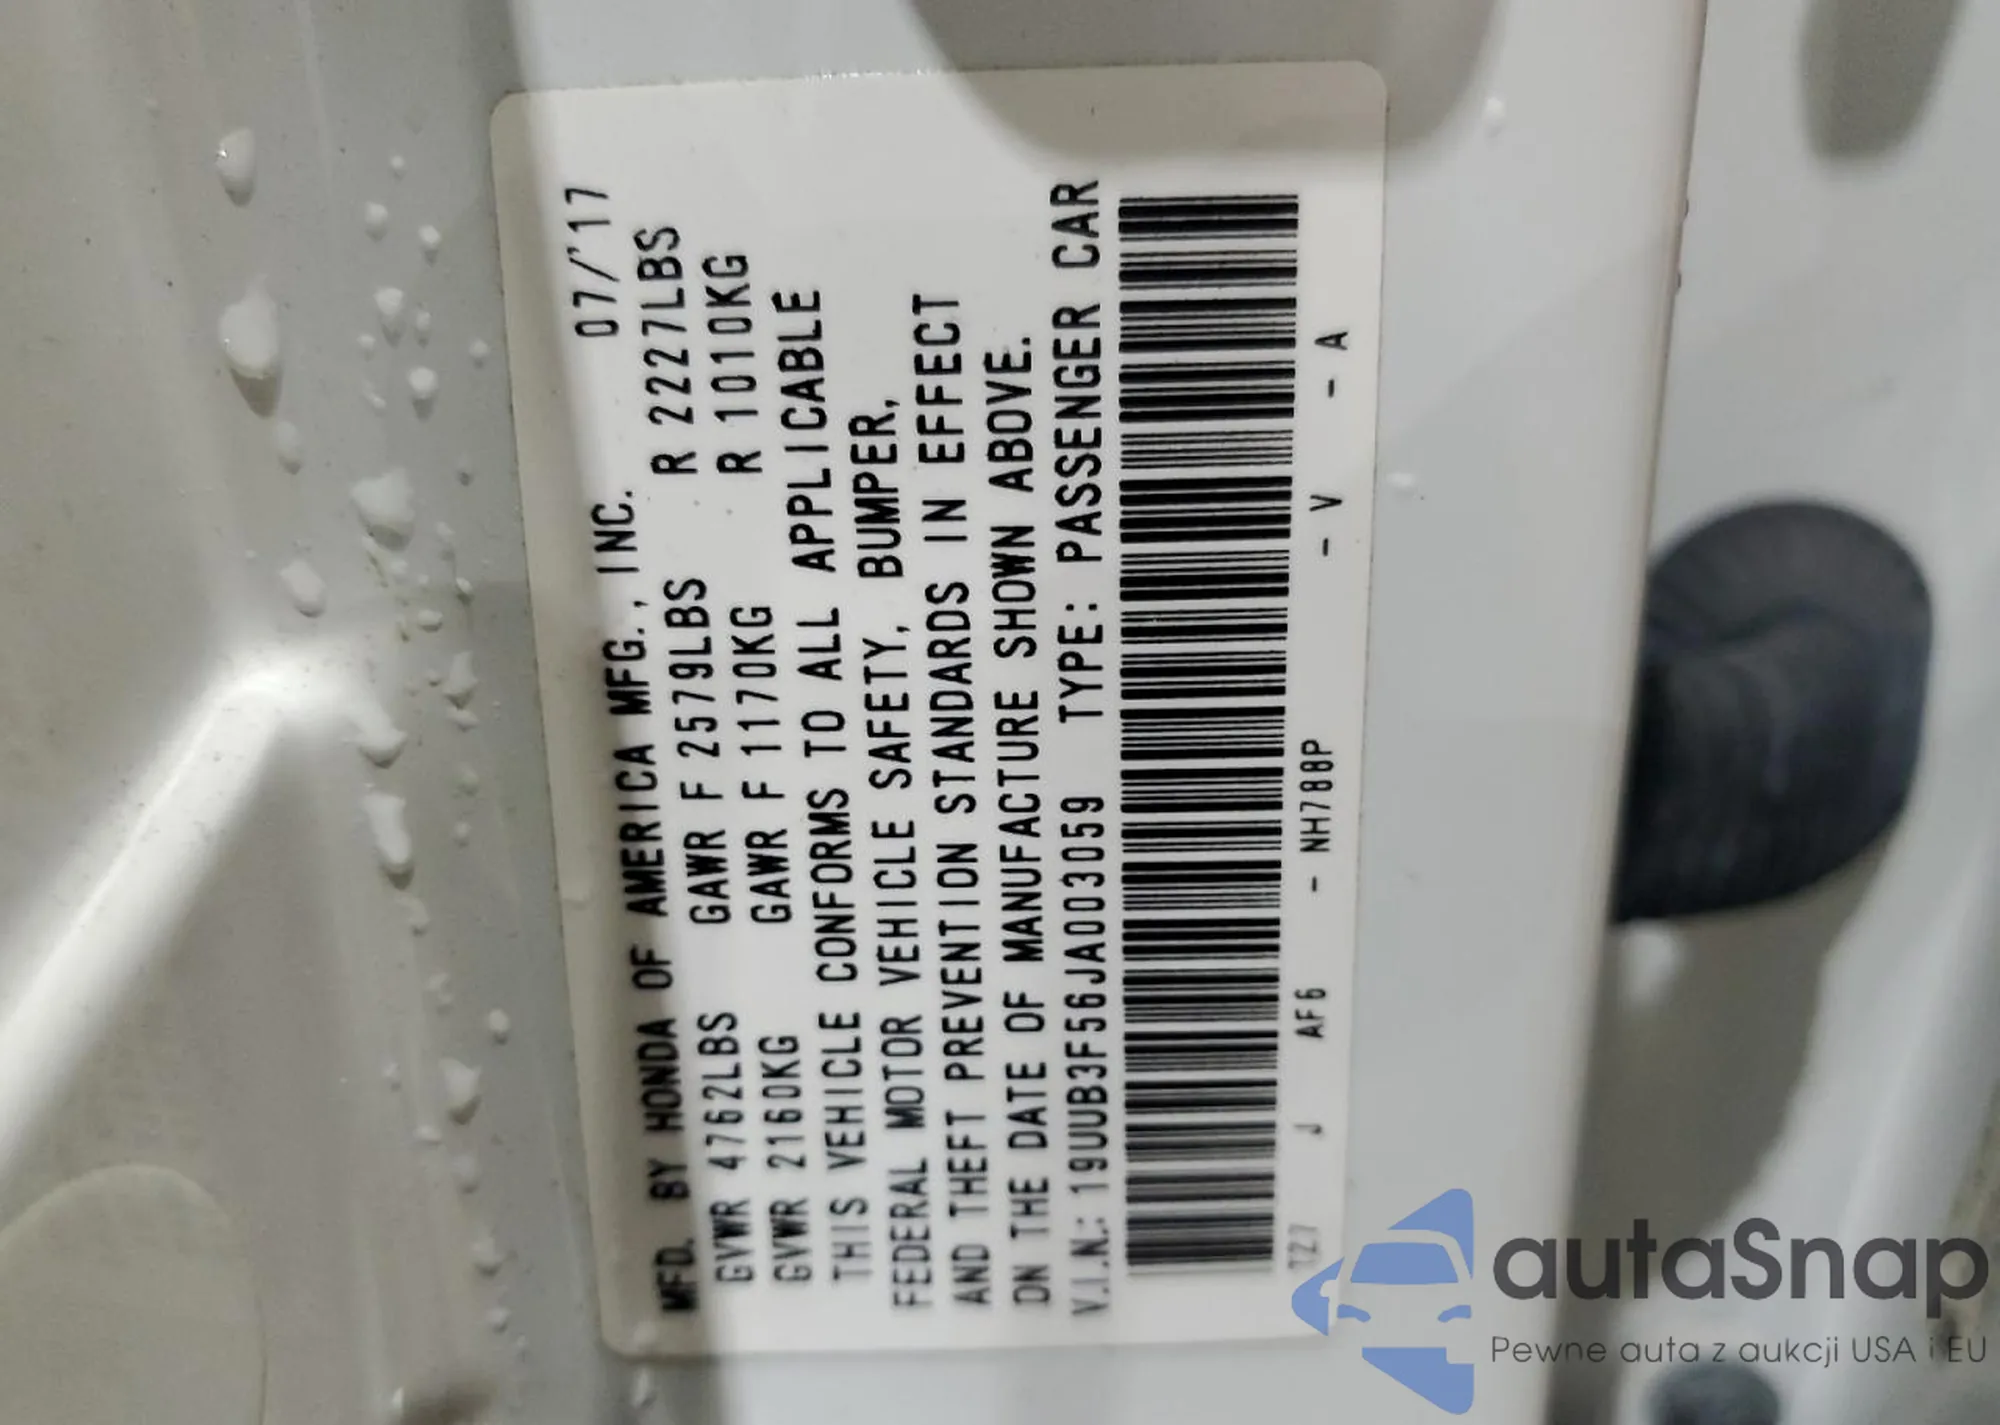 MFD. BY HONDA OF AMERICA MFG., INC. 07/'17
GVWR 4762LBS GAWR F 2579LBS R 2227LBS
GVWR 2160KG GAWR F 1170KG R 1010KG
THIS VEHICLE CONFORMS TO ALL APPLICABLE
FEDERAL MOTOR VEHICLE SAFETY, BUMPER,
AND THEFT PREVENTION STANDARDS IN EFFECT
ON THE DATE OF MANUFACTURE SHOWN ABOVE.
V.I.N.: 19UUB3F56JA003059 TYPE: PASSENGER CAR
TZ7 J AF6 - NH788P - V - A
autaSnap
Pewne auta z aukcji USA i EU